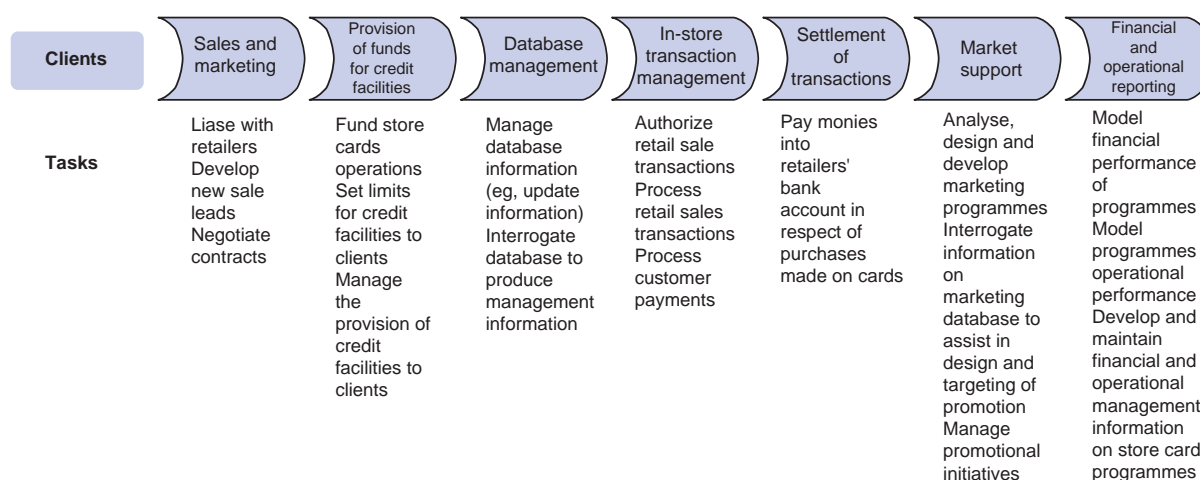 Clients
Sales and
marketing
Provision
of funds
for credit
facilities
Database
management
In-store
transaction
management
Settlement
of
transactions
Market
support
Financial
and
operational
reporting
Tasks
Liase with
retailers
Develop
new sale
leads
Negotiate
contracts
Fund store
cards
operations
Set limits
for credit
facilities to
clients
Manage
the
provision of
credit
facilities to
clients
Manage
database
information
(eg, update
information)
Interrogate
database to
produce
management
information
Authorize
retail sale
transactions
Process
retail sales
transactions
Process
customer
payments
Pay monies
into
retailers'
bank
account in
respect of
purchases
made on cards
Analyse,
design and
develop
marketing
programmes
Interrogate
information
on
marketing
database to
assist in
design and
targeting of
promotion
Manage
promotional
initiatives
Model
financial
performance
of
programmes
Model
programmes
operational
performance
Develop and
maintain
financial and
operational
management
information
on store card
programmes